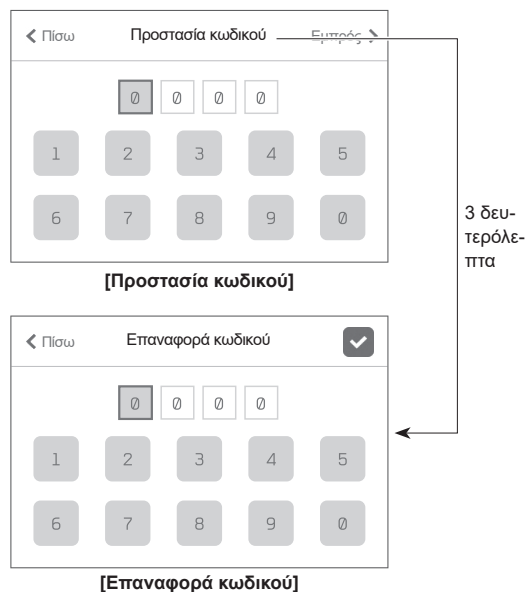 Πίσω Προστασία κωδικού Εμπρός
0 0 0 0
1 2 3 4 5
6 7 8 9 0
[Προστασία κωδικού]
3 δευ-
τερόλε-
πτα
Πίσω Επαναφορά κωδικού
0 0 0 0
1 2 3 4 5
6 7 8 9 0
[Επαναφορά κωδικού]